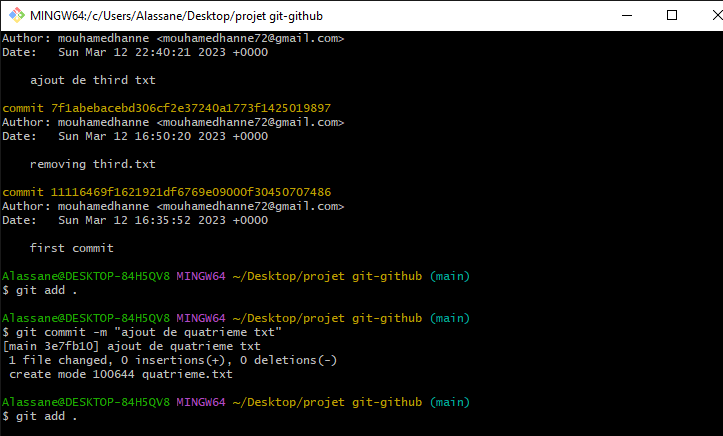 MINGW64:/c/Users/Alassane/Desktop/projet git-github
Author: mouhamedhanne <mouhamedhanne72@gmail.com>
Date:   Sun Mar 12 22:40:21 2023 +0000
    ajout de third txt
commit 7f1abebacebd306cf2e37240a1773f1425019897
Author: mouhamedhanne <mouhamedhanne72@gmail.com>
Date:   Sun Mar 12 16:50:20 2023 +0000
    removing third.txt
commit 11116469f1621921df6769e09000f30450707486
Author: mouhamedhanne <mouhamedhanne72@gmail.com>
Date:   Sun Mar 12 16:35:52 2023 +0000
    first commit
Alassane@DESKTOP-84H5QV8 MINGW64 ~/Desktop/projet git-github (main)
$ git add .
Alassane@DESKTOP-84H5QV8 MINGW64 ~/Desktop/projet git-github (main)
$ git commit -m "ajout de quatrieme txt"
[main 3e7fb10] ajout de quatrieme txt
 1 file changed, 0 insertions(+), 0 deletions(-)
 create mode 100644 quatrieme.txt
Alassane@DESKTOP-84H5QV8 MINGW64 ~/Desktop/projet git-github (main)
$ git add .